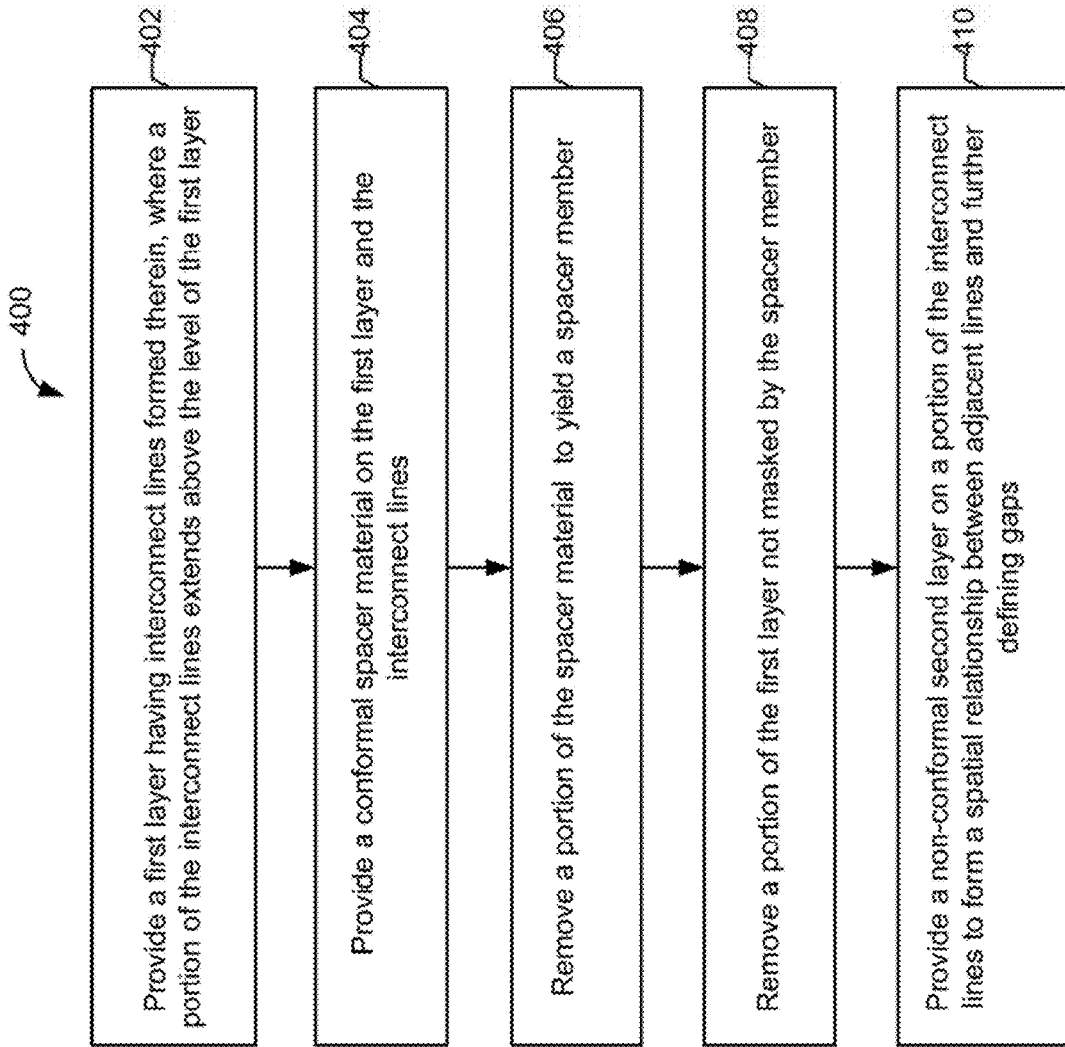 400
Provide a first layer having interconnect lines formed therein, where a
portion of the interconnect lines extends above the level of the first layer
402
Provide a conformal spacer material on the first layer and the
interconnect lines
404
Remove a portion of the spacer material to yield a spacer member
406
Remove a portion of the first layer not masked by the spacer member
408
Provide a non-conformal second layer on a portion of the interconnect
lines to form a spatial relationship between adjacent lines and further
defining gaps
410